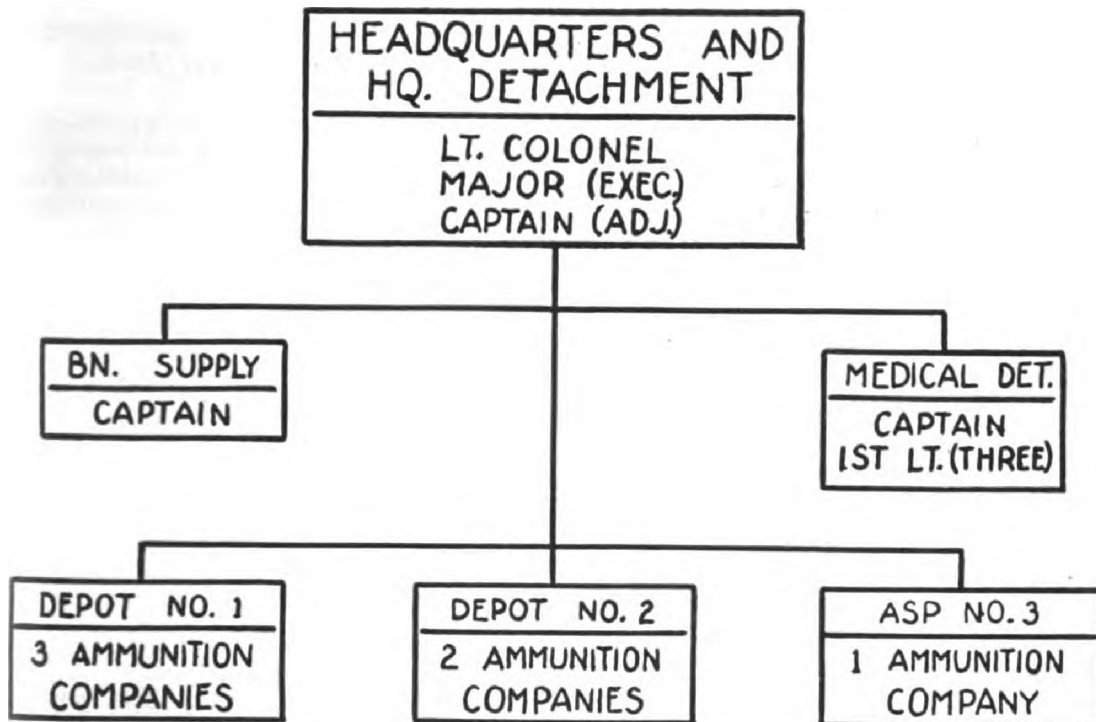 HEADQUARTERS AND
HQ. DETACHMENT
LT. COLONEL
MAJOR (EXEC.)
CAPTAIN (ADJ.)
BN. SUPPLY
CAPTAIN
MEDICAL DET.
CAPTAIN
1ST LT. (THREE)
DEPOT NO. 1
3 AMMUNITION
COMPANIES
DEPOT NO. 2
2 AMMUNITION
COMPANIES
ASP NO. 3
1 AMMUNITION
COMPANY